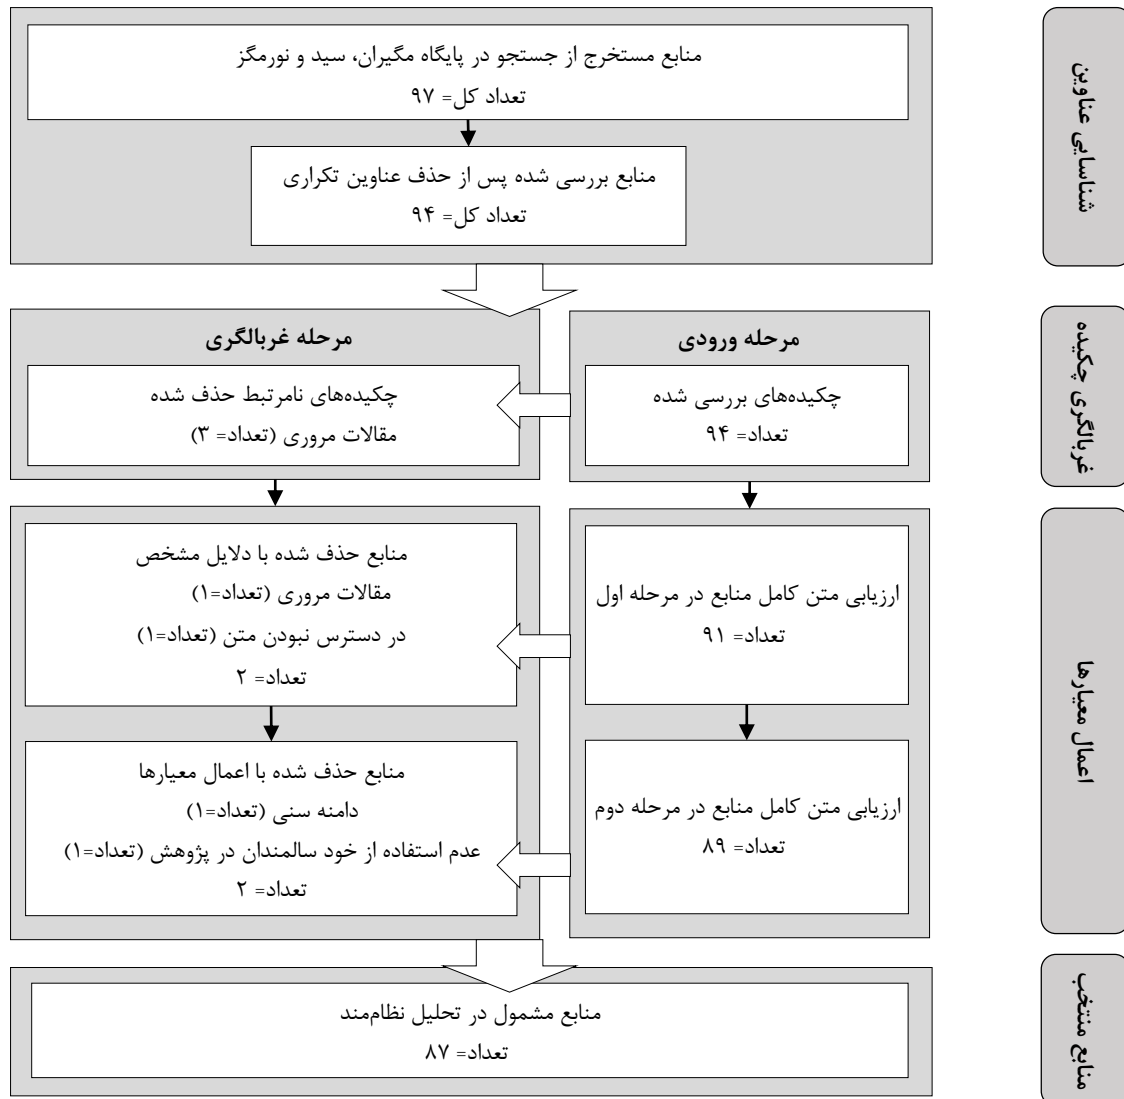 شناسایی عناوین
منابع مستخرج از جستجو در پایگاه مگیران، سید و نورمگز
تعداد کل= ۹۷
منابع بررسی شده پس از حذف عناوین تکراری
تعداد کل= ۹۴
غربالگری چکیده
مرحله ورودی
چکیده‌های بررسی شده
تعداد= ۹۴
مرحله غربالگری
چکیده‌های نامرتبط حذف شده
مقالات مروری (تعداد= ۳)
اعمال معیارها
ارزیابی متن کامل منابع در مرحله اول
تعداد= ۹۱
منابع حذف شده با دلایل مشخص
مقالات مروری (تعداد=۱)
در دسترس نبودن متن (تعداد=۱)
تعداد= ۲
ارزیابی متن کامل منابع در مرحله دوم
تعداد= ۸۹
منابع حذف شده با اعمال معیارها
دامنه سنی (تعداد=۱)
عدم استفاده از خود سالمندان در پژوهش (تعداد=۱)
تعداد= ۲
منابع منتخب
منابع مشمول در تحلیل نظام‌مند
تعداد= ۸۷